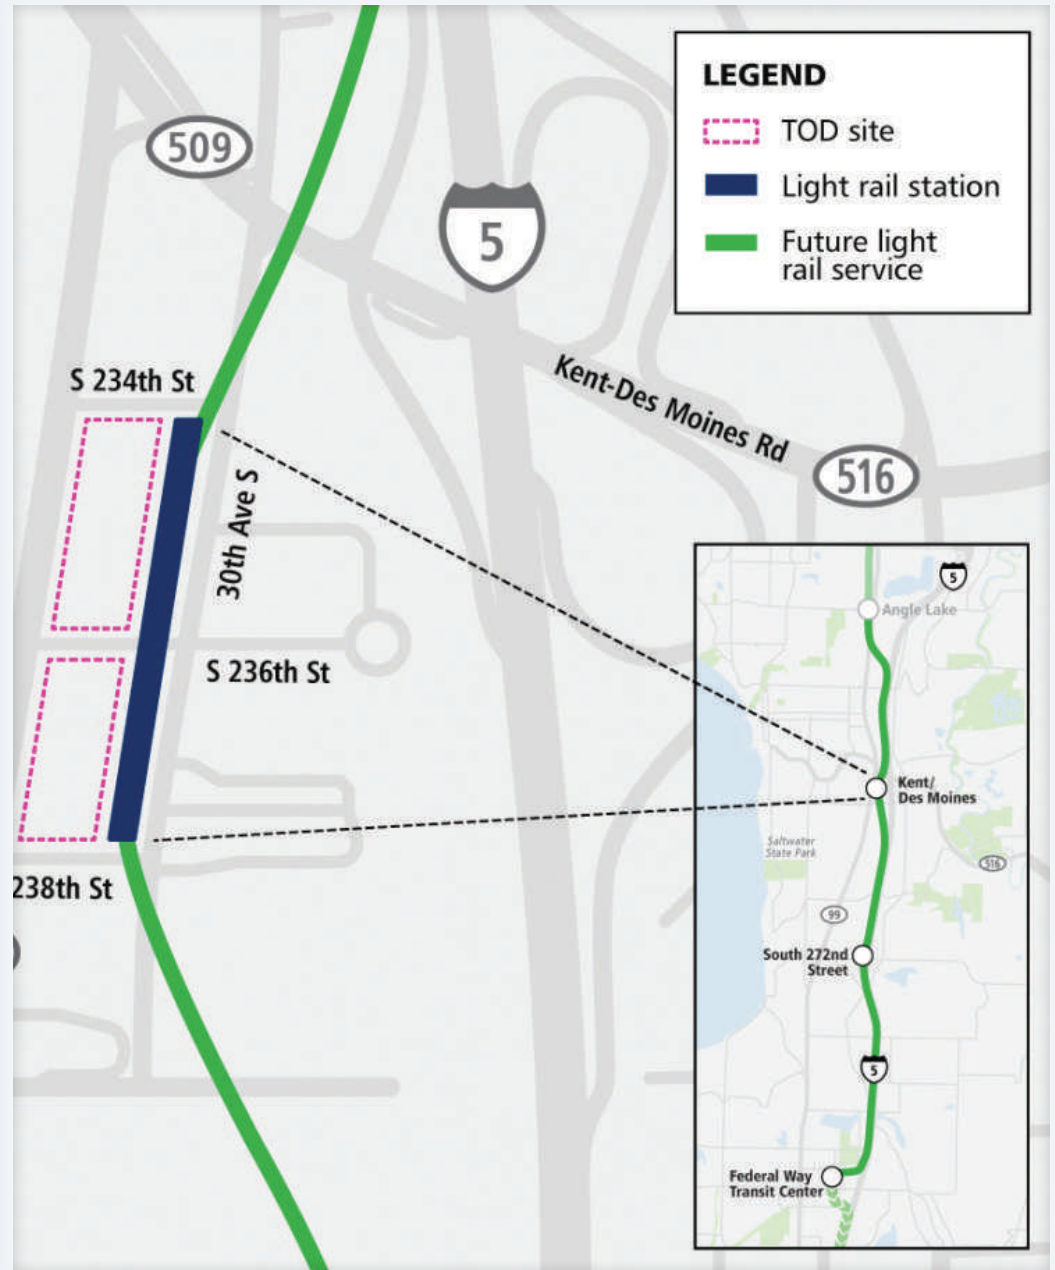 LEGEND
TOD site
Light rail station
Future light
rail service
509
5
S 234th St
Kent-Des Moines Rd
516
30th Ave S
S 236th St
238th St
5
Angle Lake
Kent/
Des Moines
Saltwater
State Park
516
99
South 272nd
Street
5
Federal Way
Transit Center